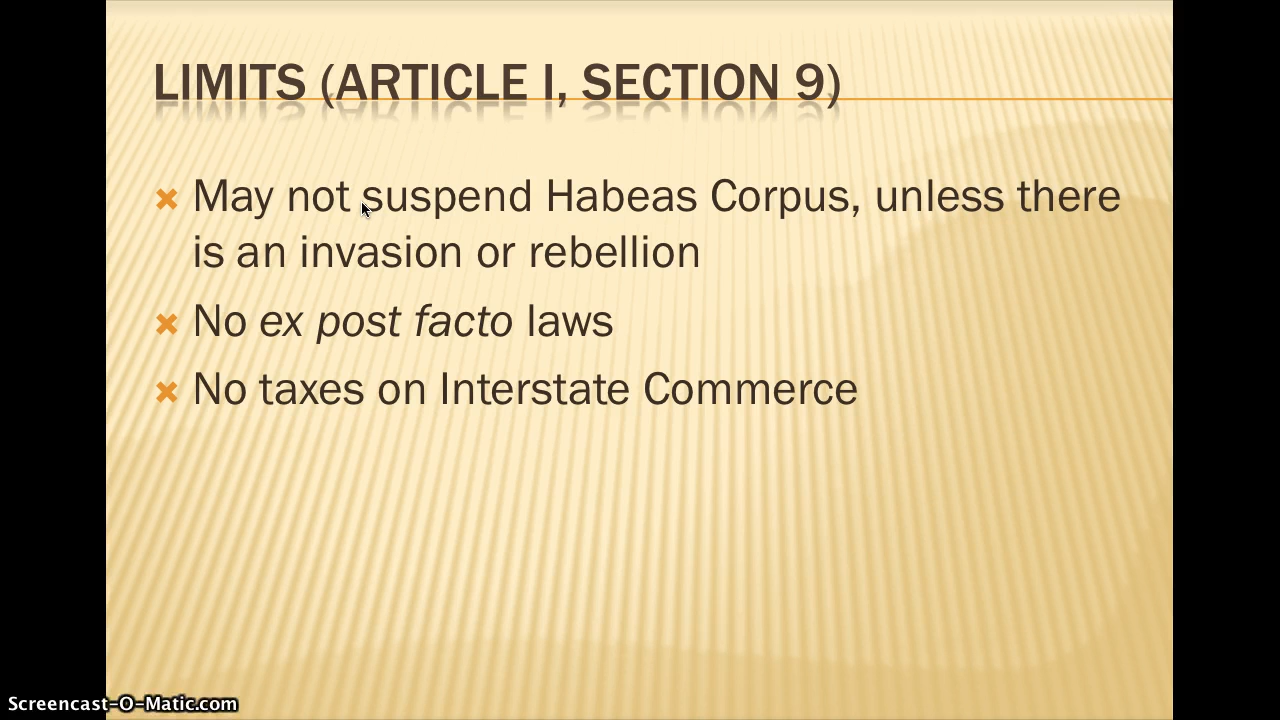 LIMITS (ARTICLE I, SECTION 9)
May not suspend Habeas Corpus, unless there
is an invasion or rebellion
No ex post facto laws
No taxes on Interstate Commerce
Screencast-O-Matic.com